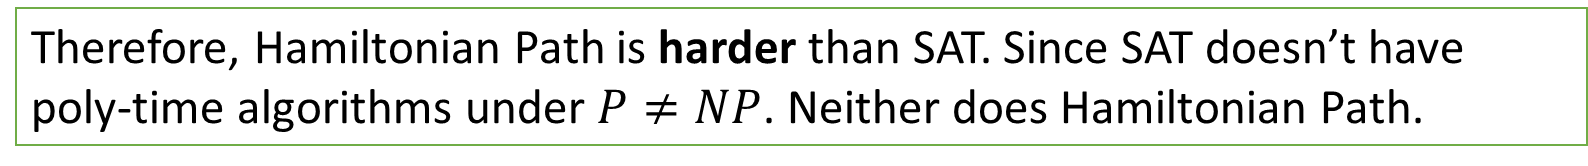 Therefore, Hamiltonian Path is harder than SAT. Since SAT doesn’t have
poly-time algorithms under P ≠ NP. Neither does Hamiltonian Path.